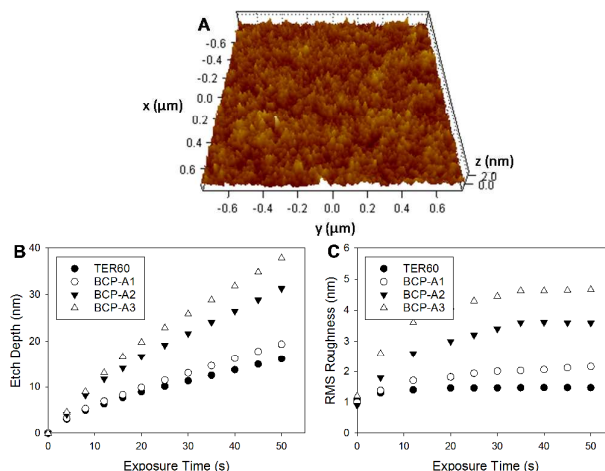 A
-0.6
-0.4
-0.2
0.0
0.2
0.4
0.6
x (µm)
z (nm)
2.0
0.0
-0.6 -0.4 -0.2 0.0 0.2 0.4 0.6
y (µm)
B
40
30
20
10
0
Etch Depth (nm)
TER60
BCP-A1
BCP-A2
BCP-A3
0 10 20 30 40 50
Exposure Time (s)
C
6
5
4
3
2
1
0
RMS Roughness (nm)
TER60
BCP-A1
BCP-A2
BCP-A3
0 10 20 30 40 50
Exposure Time (s)